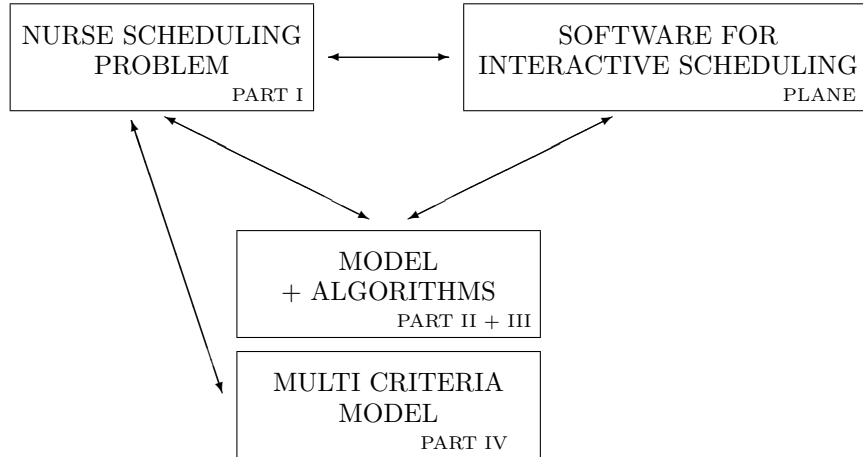 NURSE SCHEDULING
PROBLEM
PART I
SOFTWARE FOR
INTERACTIVE SCHEDULING
PLANE
MODEL
+ ALGORITHMS
PART II + III
MULTI CRITERIA
MODEL
PART IV